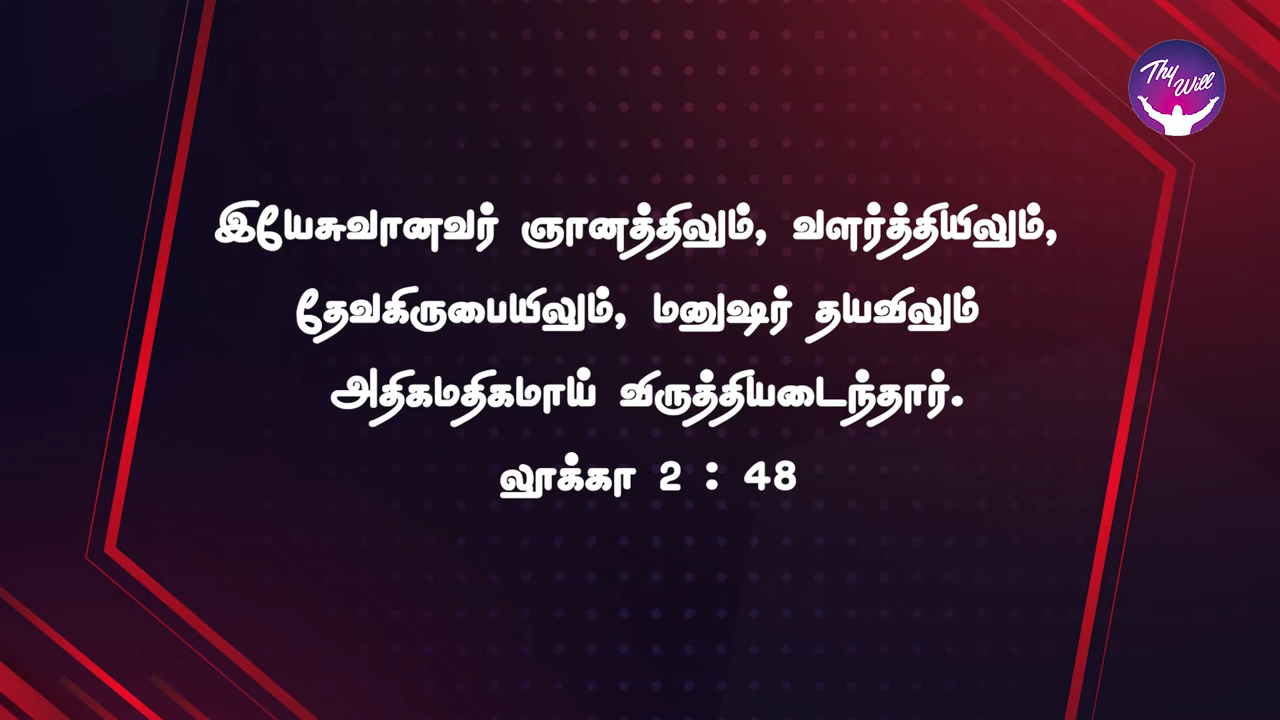 Thy Will
இயேசுவானவர் ஞானத்திலும், வளர்த்தியிலும்,
தேவகிருபையிலும், மனுஷர் தயவிலும்
அதிகமதிகமாய் விருத்தியடைந்தார்.
லூக்கா 2 : 48